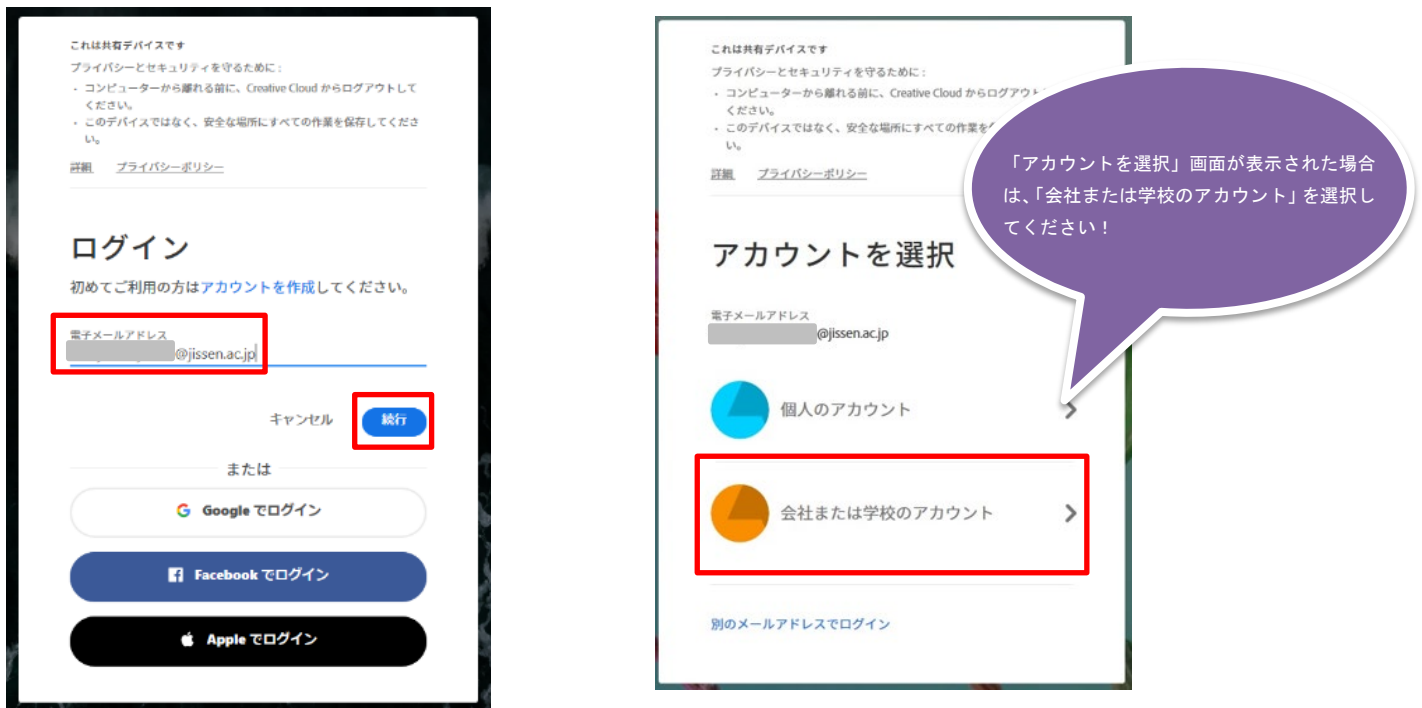 これは共有デバイスです
プライバシーとセキュリティを守るために :
・ コンピューターから離れる前に、Creative Cloud からログアウトして
ください。
・ このデバイスではなく、安全な場所にすべての作業を保存してくださ
い。
詳細 プライバシーポリシー
ログイン
初めてご利用の方はアカウントを作成してください。
電子メールアドレス
@jissen.ac.jp
キャンセル 続行
または
Google でログイン
Facebook でログイン
Apple でログイン
これは共有デバイスです
プライバシーとセキュリティを守るために :
・ コンピューターから離れる前に、Creative Cloud からログアウト
ください。
・ このデバイスではなく、安全な場所にすべての作業を
い。
詳細 プライバシーポリシー
アカウントを選択
電子メールアドレス
@jissen.ac.jp
個人のアカウント
会社または学校のアカウント
別のメールアドレスでログイン
「アカウントを選択」画面が表示された場合
は、「会社または学校のアカウント」を選択し
てください！